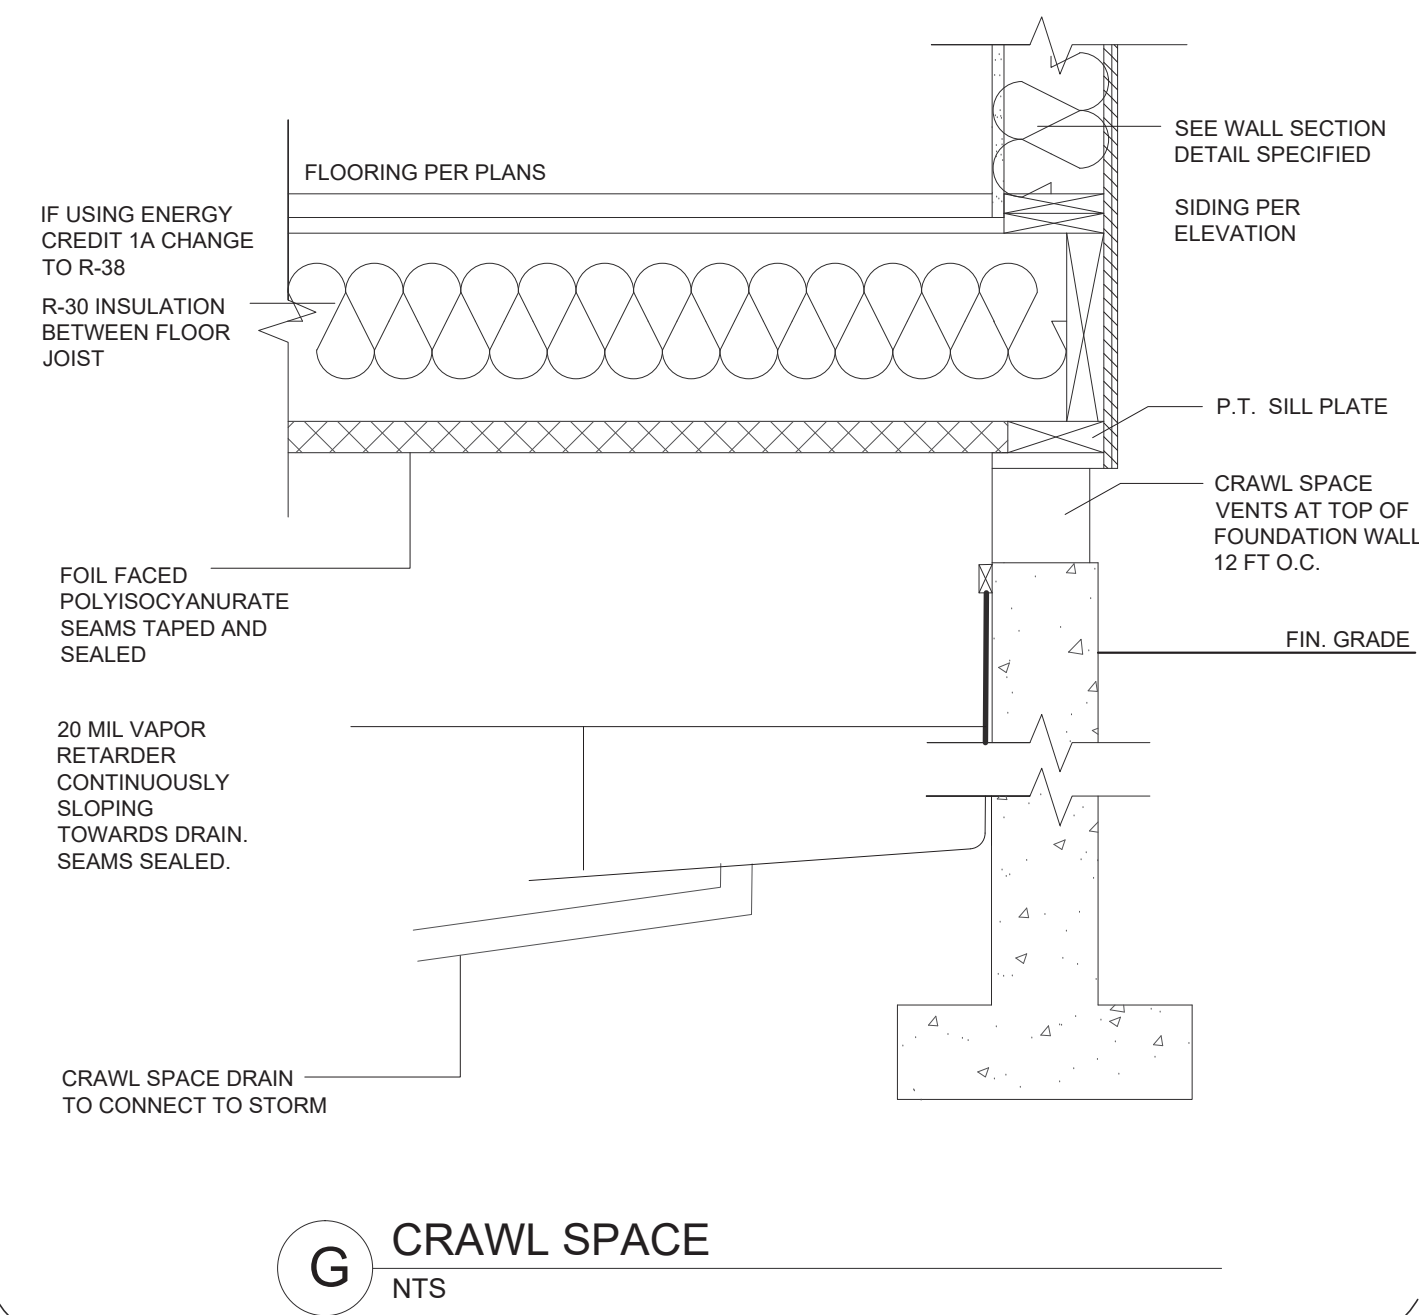 FLOORING PER PLANS
IF USING ENERGY
CREDIT 1A CHANGE
TO R-38
R-30 INSULATION
BETWEEN FLOOR
JOIST
SEE WALL SECTION
DETAIL SPECIFIED
SIDING PER
ELEVATION
P.T. SILL PLATE
CRAWL SPACE
VENTS AT TOP OF
FOUNDATION WALL
12 FT O.C.
FOIL FACED
POLYISOCYANURATE
SEAMS TAPED AND
SEALED
FIN. GRADE
20 MIL VAPOR
RETARDER
CONTINUOUSLY
SLOPING
TOWARDS DRAIN.
SEAMS SEALED.
CRAWL SPACE DRAIN
TO CONNECT TO STORM
G
CRAWL SPACE
NTS